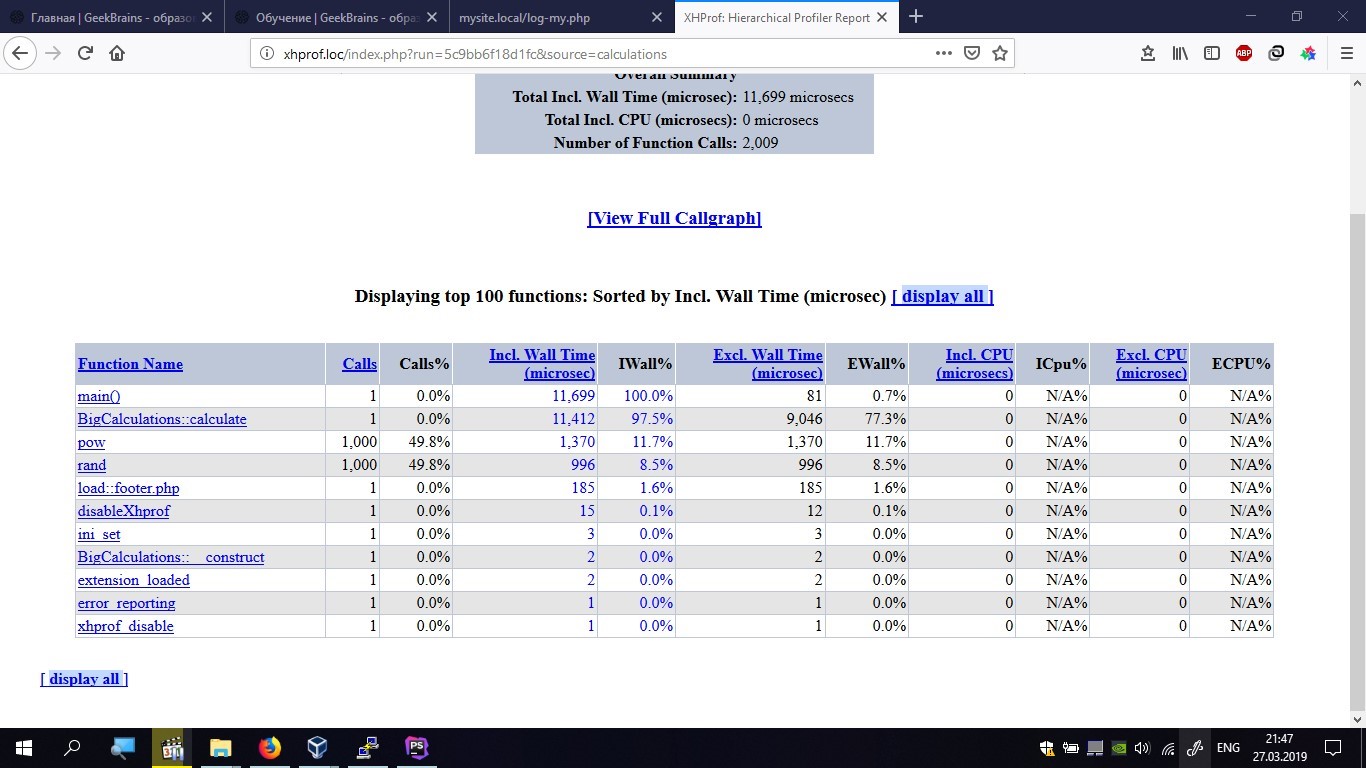 Главная | GeekBrains - образо
Обучение | GeekBrains - обра
mysite.local/log-my.php
XHProf: Hierarchical Profiler Report
xhprof.loc/index.php?run=5c9bb6f18d1fc&source=calculations
ABP
Overall Summary
Total Incl. Wall Time (microsec): 11,699 microsecs
Total Incl. CPU (microsecs): 0 microsecs
Number of Function Calls: 2,009
[View Full Callgraph]
Displaying top 100 functions: Sorted by Incl. Wall Time (microsec) [ display all ]
Function Name Calls Calls% Incl. Wall Time (microsec) IWall% Excl. Wall Time (microsec) EWall% Incl. CPU (microsecs) ICpu% Excl. CPU (microsec) ECPU%
main() 1 0.0% 11,699 100.0% 81 0.7% 0 N/A% 0 N/A%
BigCalculations::calculate 1 0.0% 11,412 97.5% 9,046 77.3% 0 N/A% 0 N/A%
pow 1,000 49.8% 1,370 11.7% 1,370 11.7% 0 N/A% 0 N/A%
rand 1,000 49.8% 996 8.5% 996 8.5% 0 N/A% 0 N/A%
load::footer.php 1 0.0% 185 1.6% 185 1.6% 0 N/A% 0 N/A%
disableXhprof 1 0.0% 15 0.1% 12 0.1% 0 N/A% 0 N/A%
ini_set 1 0.0% 3 0.0% 3 0.0% 0 N/A% 0 N/A%
BigCalculations::__construct 1 0.0% 2 0.0% 2 0.0% 0 N/A% 0 N/A%
extension_loaded 1 0.0% 2 0.0% 2 0.0% 0 N/A% 0 N/A%
error_reporting 1 0.0% 1 0.0% 1 0.0% 0 N/A% 0 N/A%
xhprof_disable 1 0.0% 1 0.0% 1 0.0% 0 N/A% 0 N/A%
[ display all ]
PS
ENG
21:47
27.03.2019